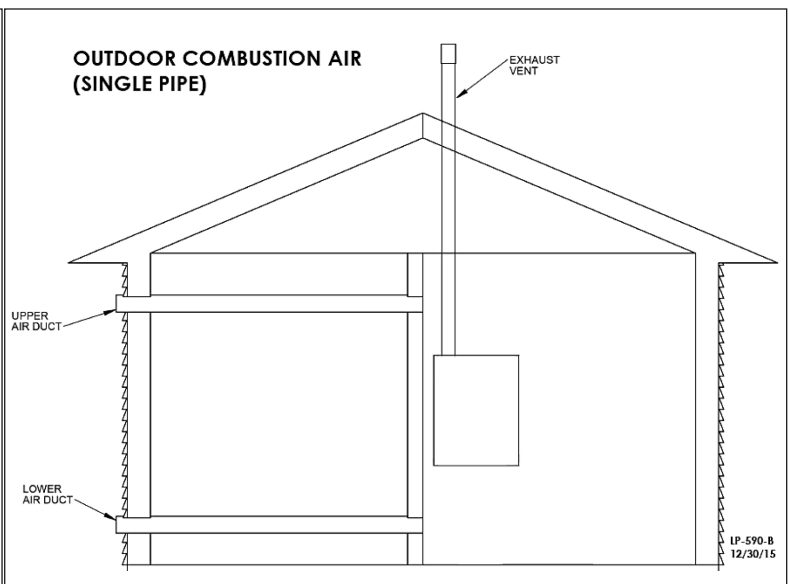 OUTDOOR COMBUSTION AIR
(SINGLE PIPE)
EXHAUST
VENT
UPPER
AIR DUCT
LOWER
AIR DUCT
LP-590-B
12/30/15